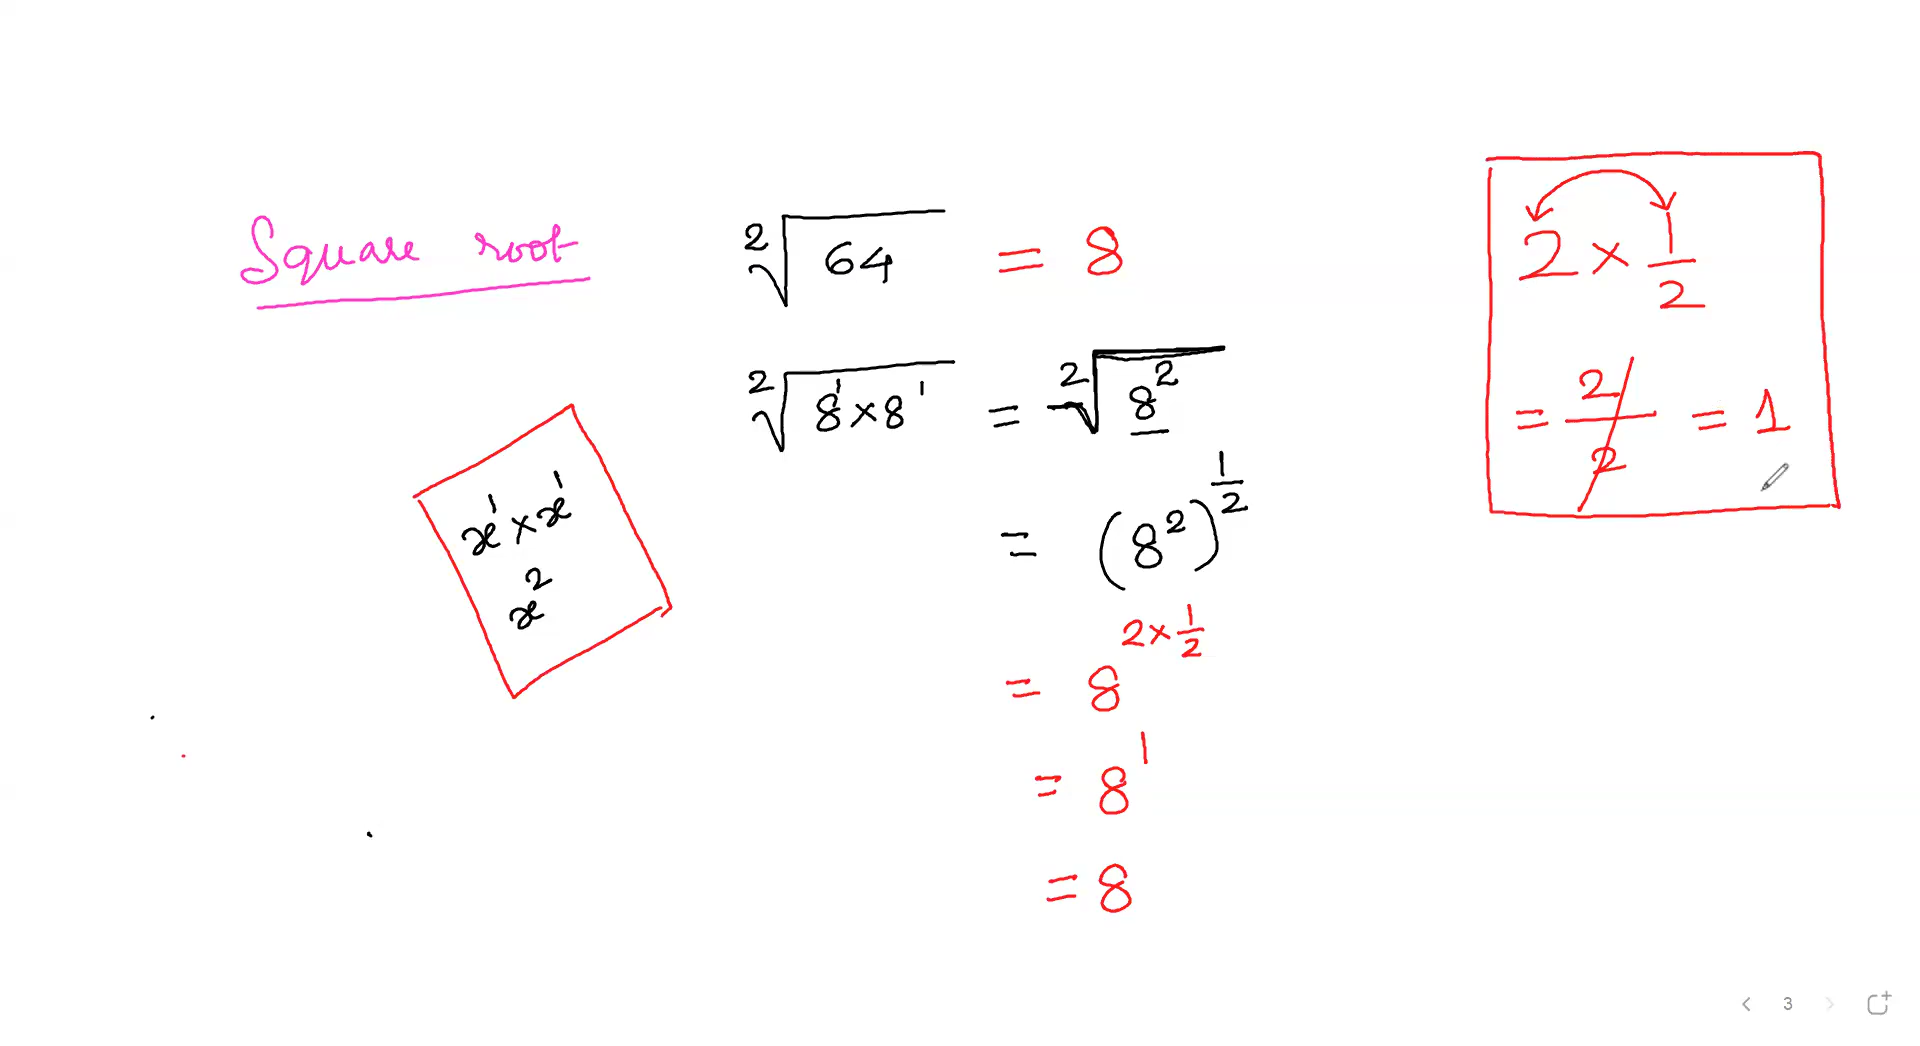 Square root
²√64 = 8
²√(8¹ × 8¹) = ²√(8²)
= (8²)^(1/2)
= 8^(2 × 1/2)
= 8¹
= 8
x¹ × x¹
x²
2 × 1/2
= 2/2 = 1
3